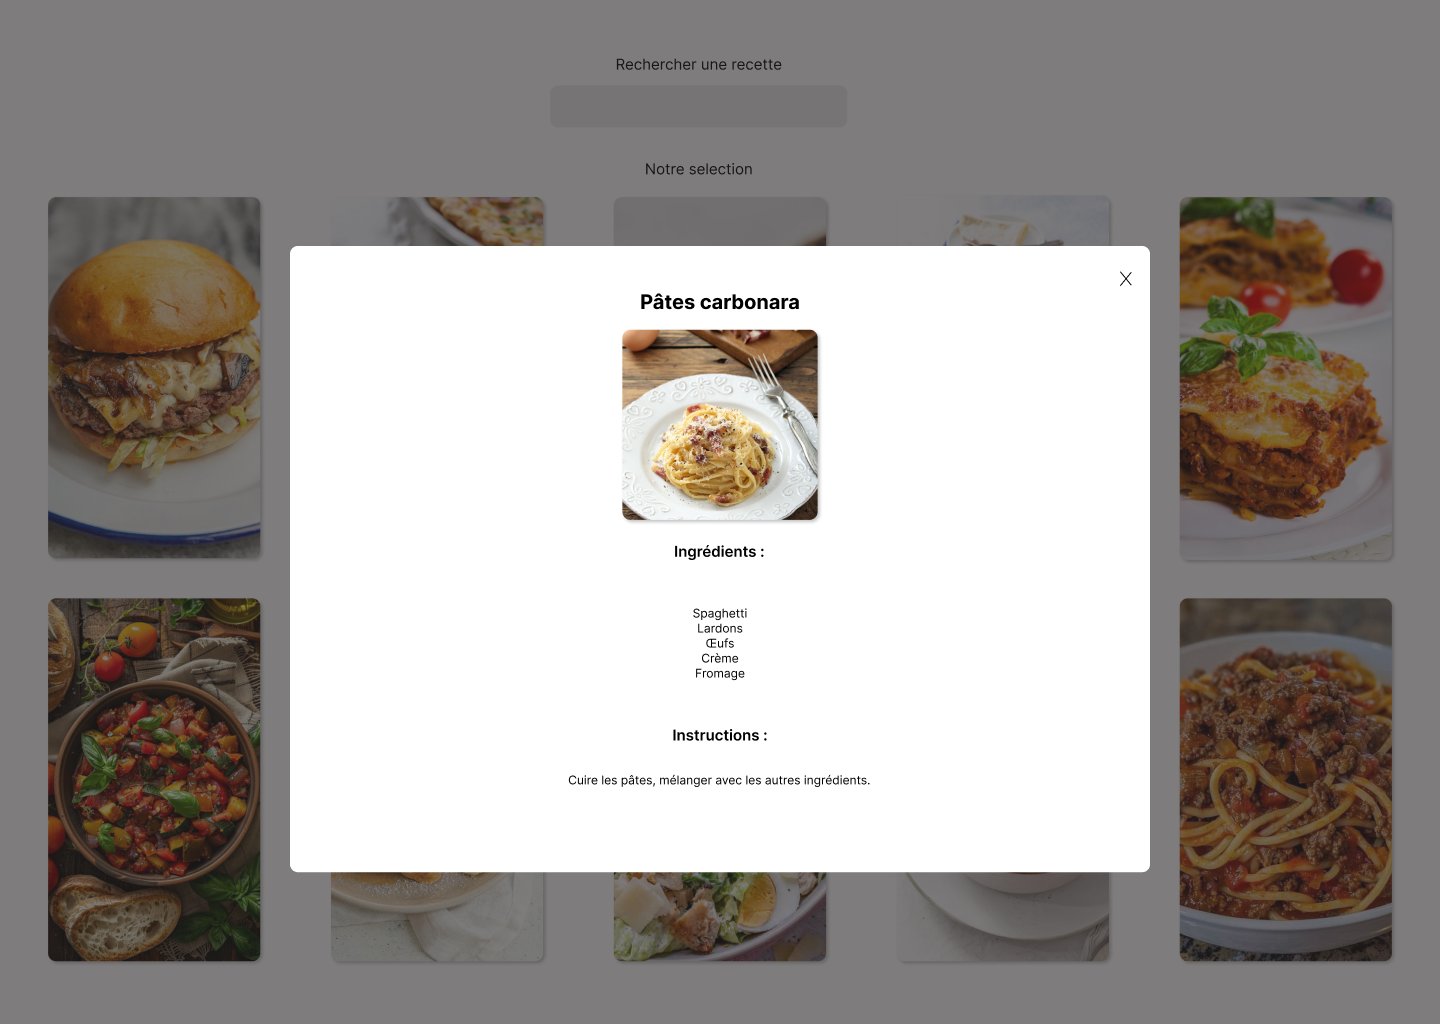 Rechercher une recette
Notre selection
X
Pâtes carbonara
Ingrédients :
Spaghetti
Lardons
Œufs
Crème
Fromage
Instructions :
Cuire les pâtes, mélanger avec les autres ingrédients.